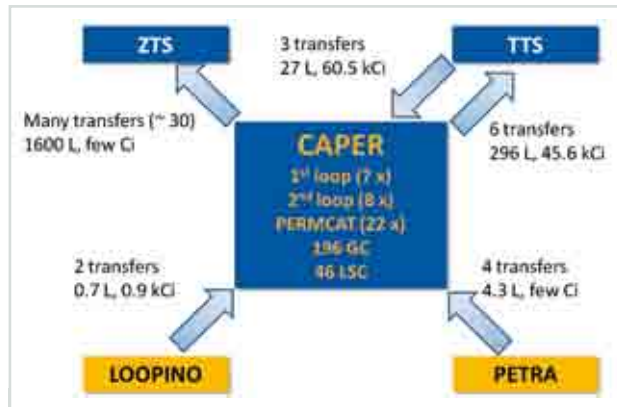 ZTS
3 transfers
27 L, 60.5 kCi
TTS
Many transfers (~ 30)
1600 L, few Ci
6 transfers
296 L, 45.6 kCi
CAPER
1st loop (7 x)
2nd loop (8 x)
PERMCAT (22 x)
196 GC
46 LSC
2 transfers
0.7 L, 0.9 kCi
4 transfers
4.3 L, few Ci
LOOPINO
PETRA